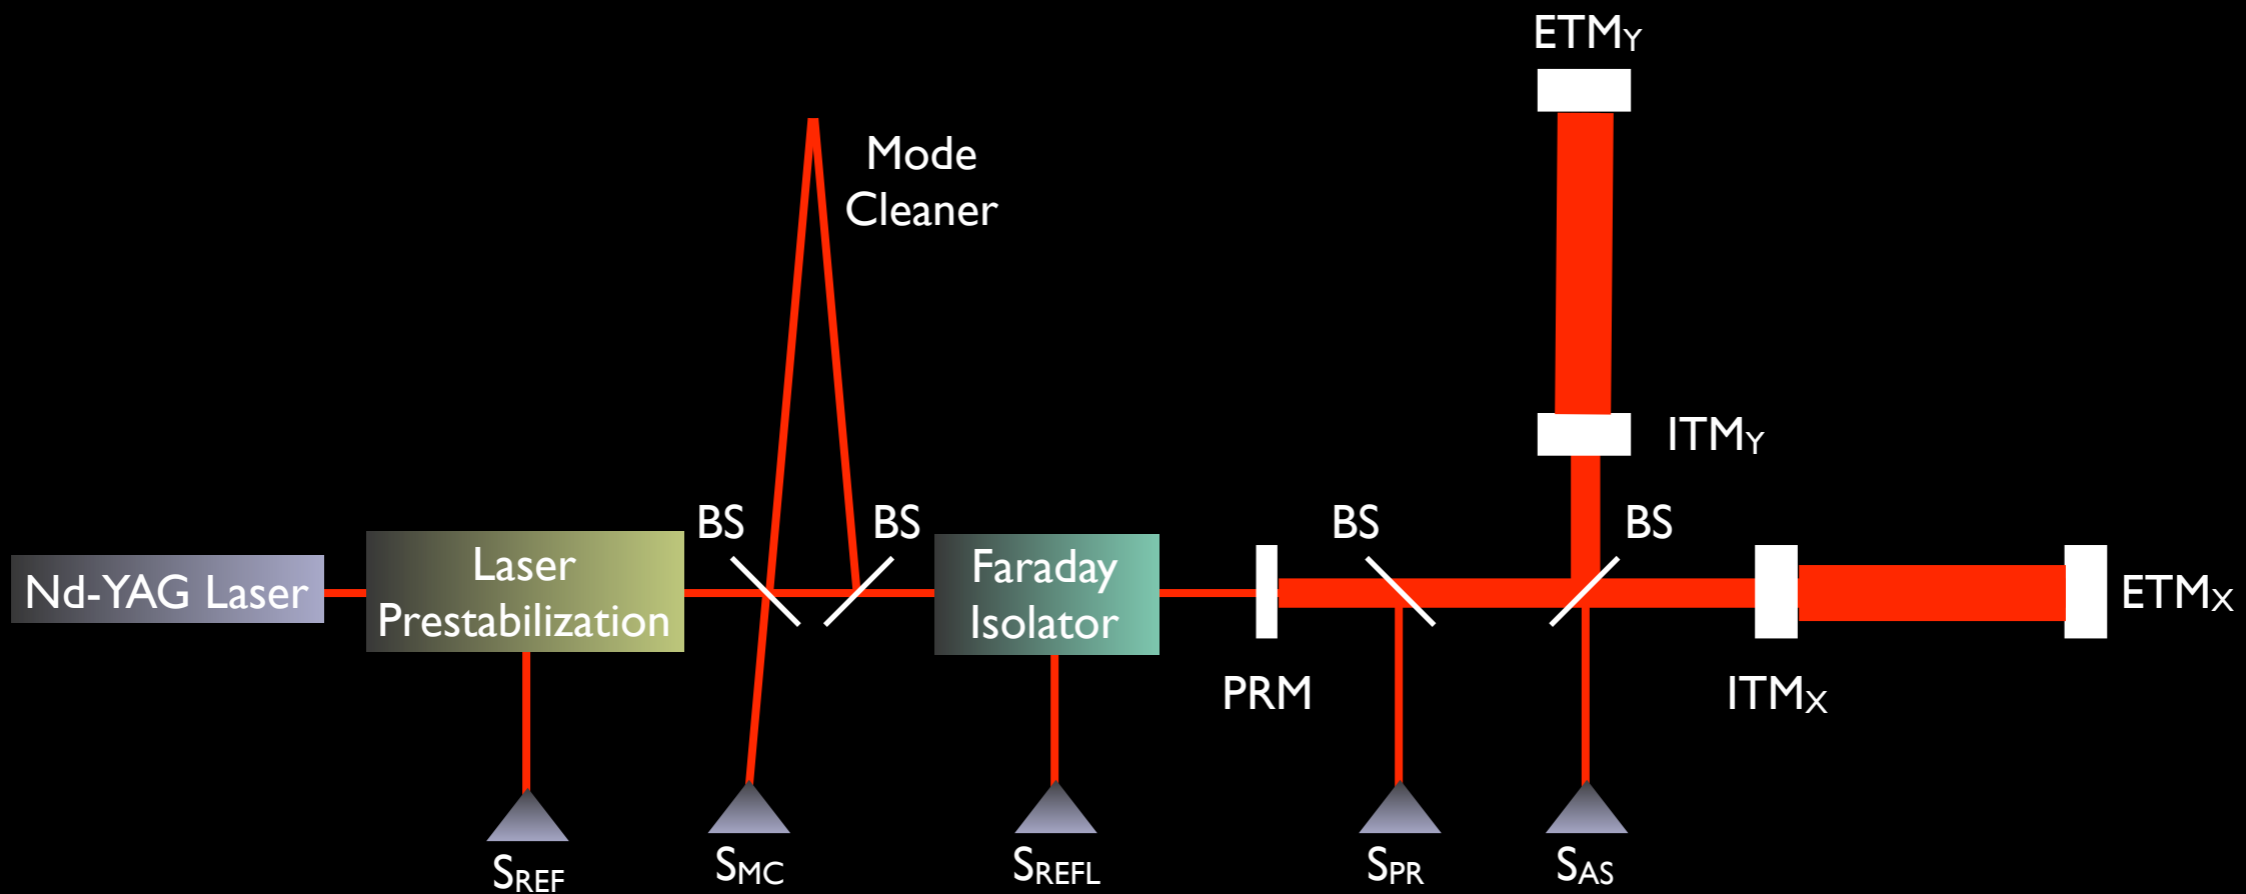 ETMY
Mode
Cleaner
ITMY
BS
BS
BS
BS
Nd-YAG Laser
Laser
Prestabilization
Faraday
Isolator
ETMX
PRM
ITMX
SREF
SMC
SREFL
SPR
SAS